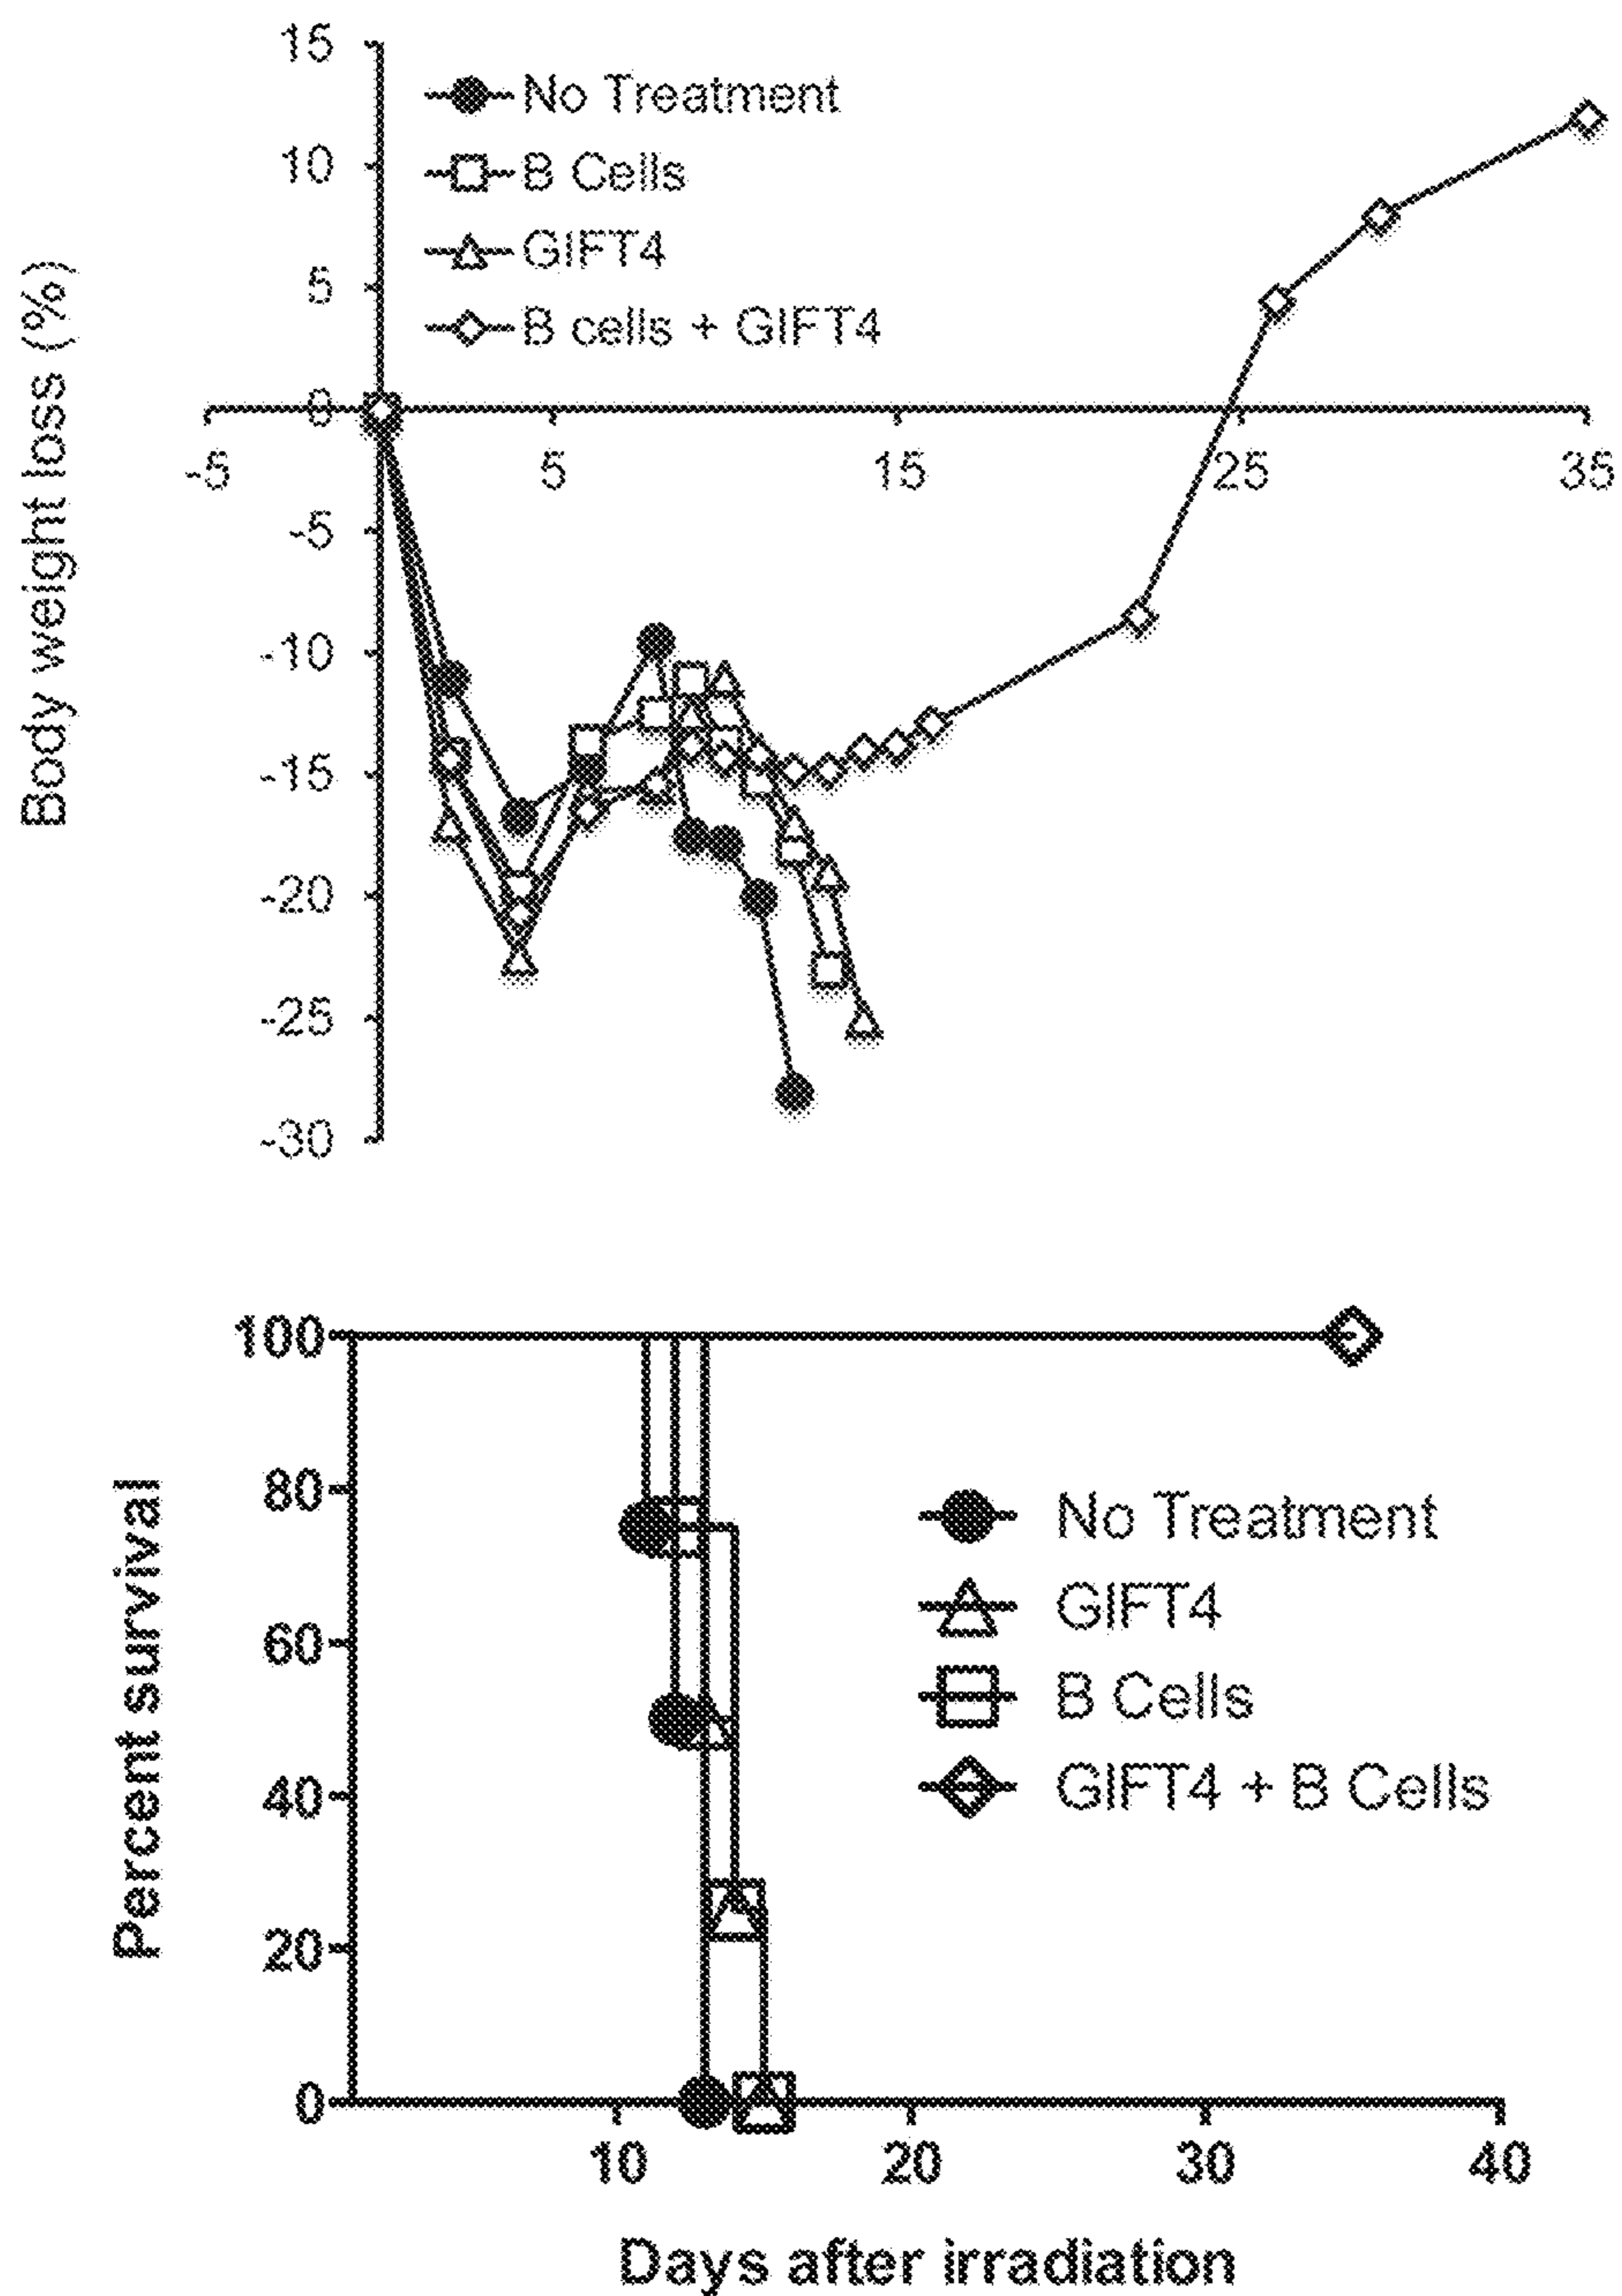 15
10
5
0
-5
-10
-15
-20
-25
-30
Body weight loss (%)
No Treatment
B Cells
GIFT4
B cells + GIFT4
-5
5
15
25
35
100
80
60
40
20
0
Percent survival
No Treatment
GIFT4
B Cells
GIFT4 + B Cells
10
20
30
40
Days after irradiation